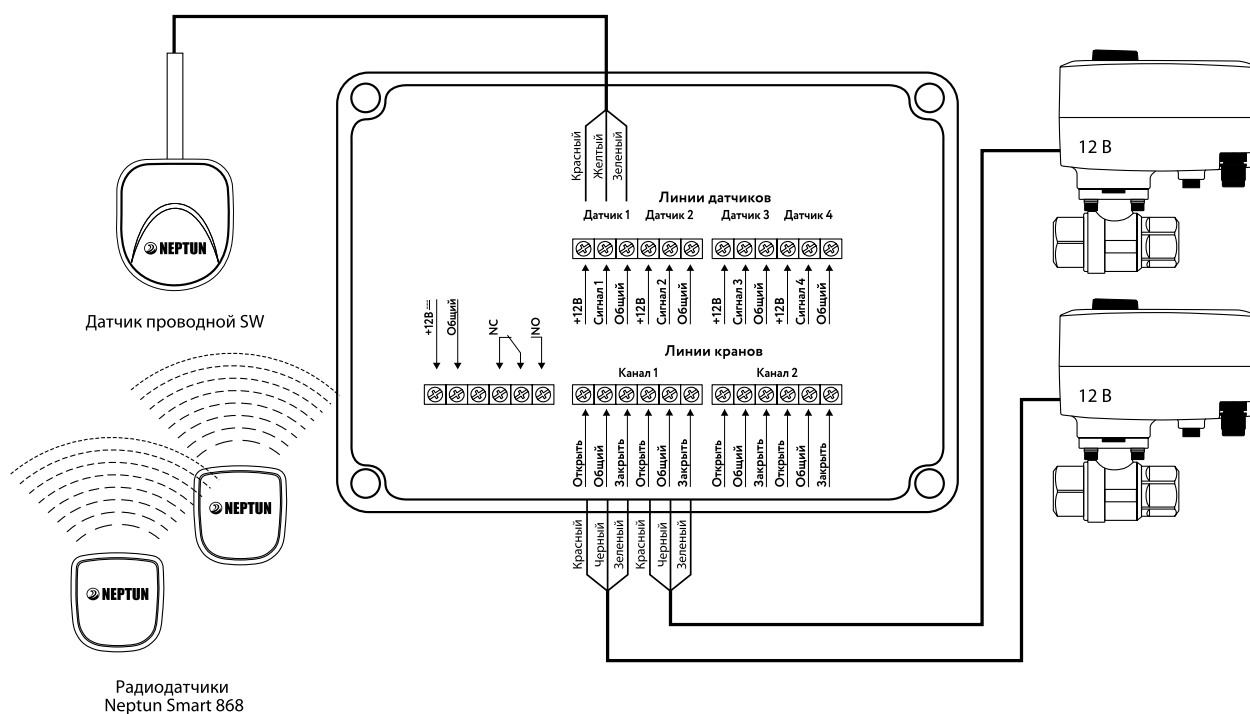 12 В
Красный
Желтый
Зеленый
Линии датчиков
Датчик 1 Датчик 2 Датчик 3 Датчик 4
NEPTUN
Датчик проводной SW
+12В
Сигнал 1
Общий
+12В
Сигнал 2
Общий
+12В
Сигнал 3
Общий
+12В
Сигнал 4
Общий
+12В
Общий
NC
NO
Линии кранов
Канал 1 Канал 2
12 В
Открыть
Общий
Закрыть
Открыть
Общий
Закрыть
Открыть
Общий
Закрыть
Открыть
Общий
Закрыть
NEPTUN
Красный
Черный
Зеленый
Красный
Черный
Зеленый
NEPTUN
Радиодатчики
Neptun Smart 868